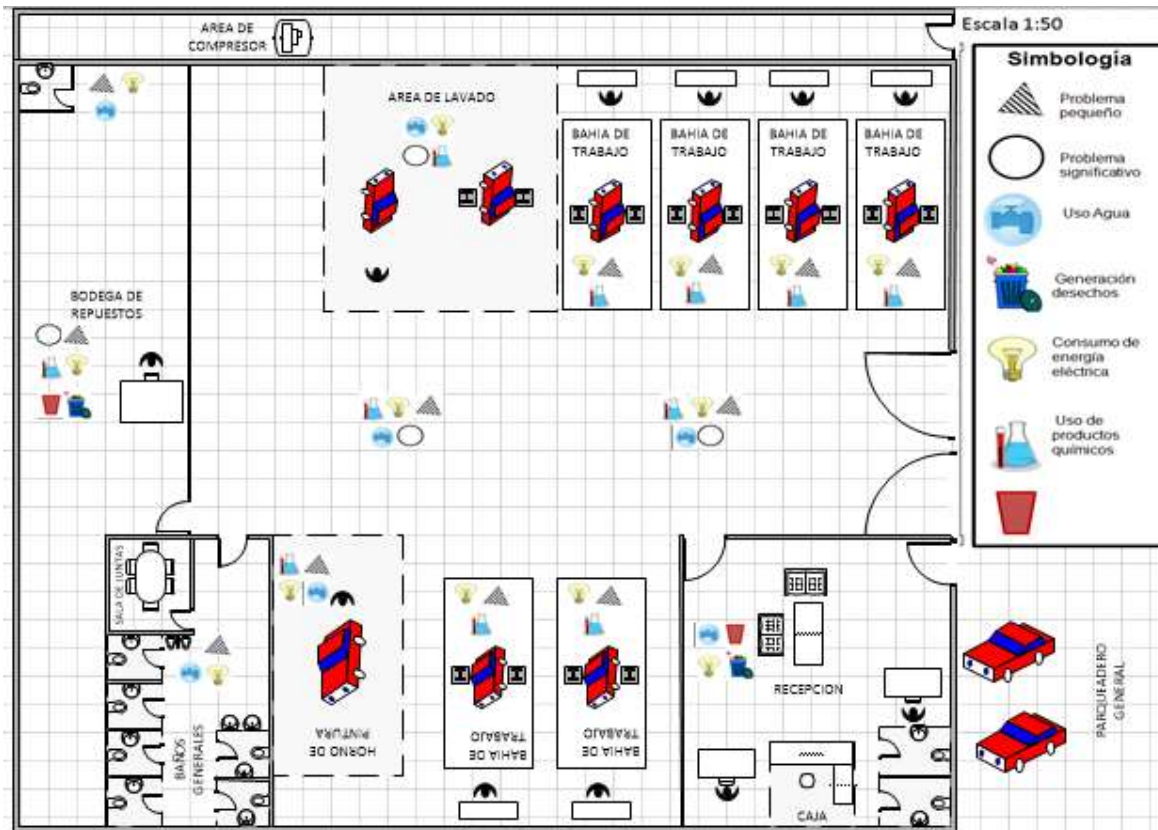 Escala 1:50
AREA DE
COMPRESOR
Simbología
Problema
pequeño
Problema
significativo
Uso Agua
Generación
desechos
Consumo de
energía
eléctrica
Uso de
productos
químicos
AREA DE LAVADO
BAHIA DE
TRABAJO
BAHIA DE
TRABAJO
BAHIA DE
TRABAJO
BAHIA DE
TRABAJO
BODEGA DE
REPUESTOS
SALA DE JUNTAS
BAÑOS
GENERALES
HORNO DE
PINTURA
BAHIA DE
TRABAJO
BAHIA DE
TRABAJO
RECEPCION
CAJA
PARQUEADERO
GENERAL